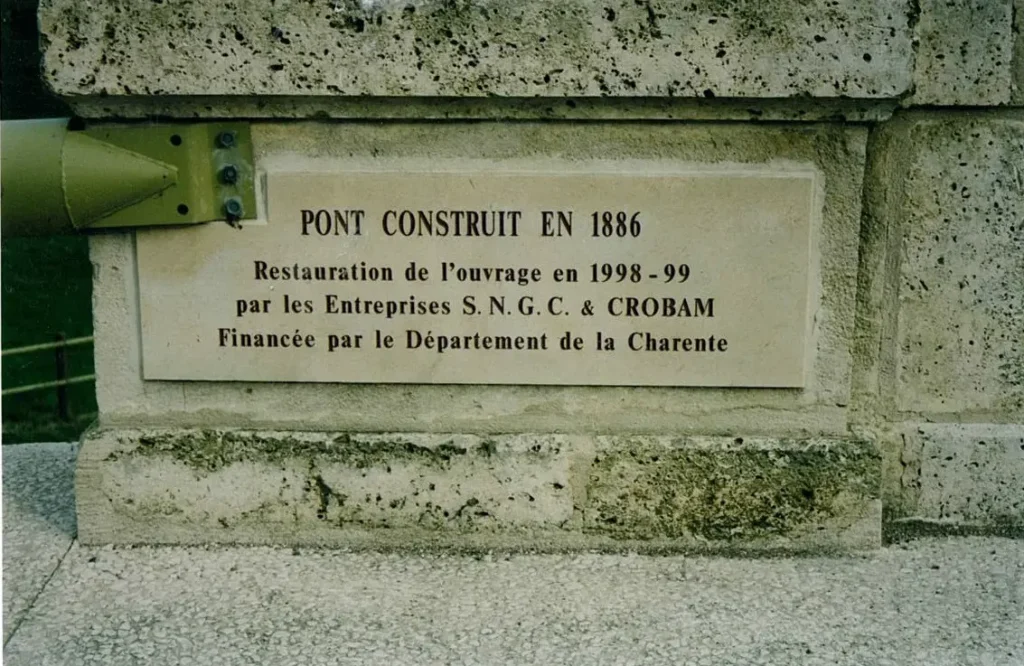 PONT CONSTRUIT EN 1886
Restauration de l'ouvrage en 1998-99
par les Entreprises S. N. G. C. & CROBAM
Financée par le Département de la Charente